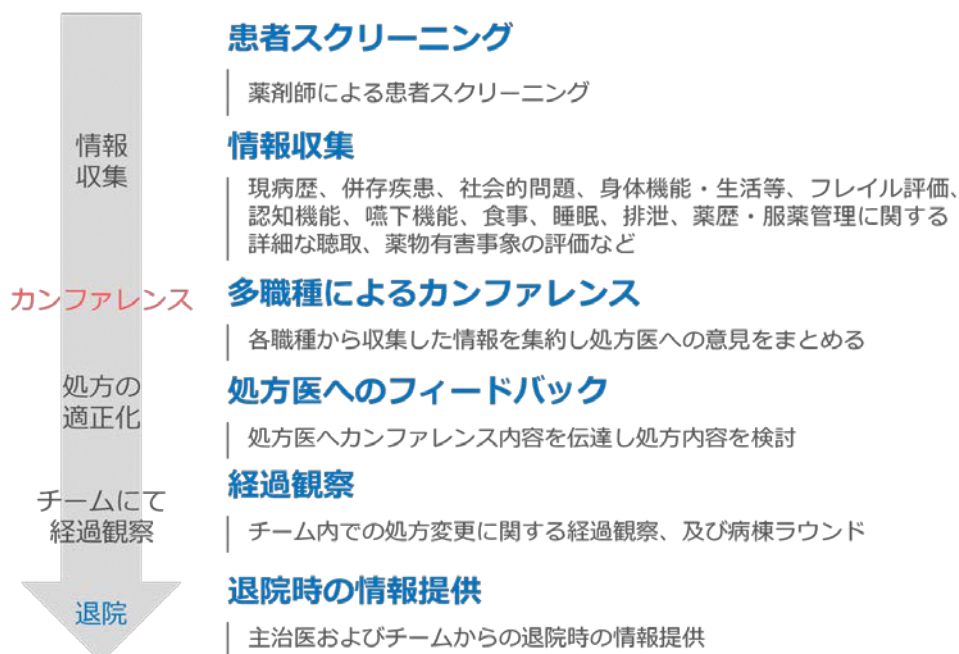 患者スクリーニング
薬剤師による患者スクリーニング
情報
収集
情報収集
現病歴、併存疾患、社会的問題、身体機能・生活等、フレイル評価、
認知機能、嚥下機能、食事、睡眠、排泄、薬歴・服薬管理に関する
詳細な聴取、薬物有害事象の評価など
カンファレンス
多職種によるカンファレンス
各職種から収集した情報を集約し処方医への意見をまとめる
処方の
適正化
処方医へのフィードバック
処方医へカンファレンス内容を伝達し処方内容を検討
チームにて
経過観察
経過観察
チーム内での処方変更に関する経過観察、及び病棟ラウンド
退院
退院時の情報提供
主治医およびチームからの退院時の情報提供